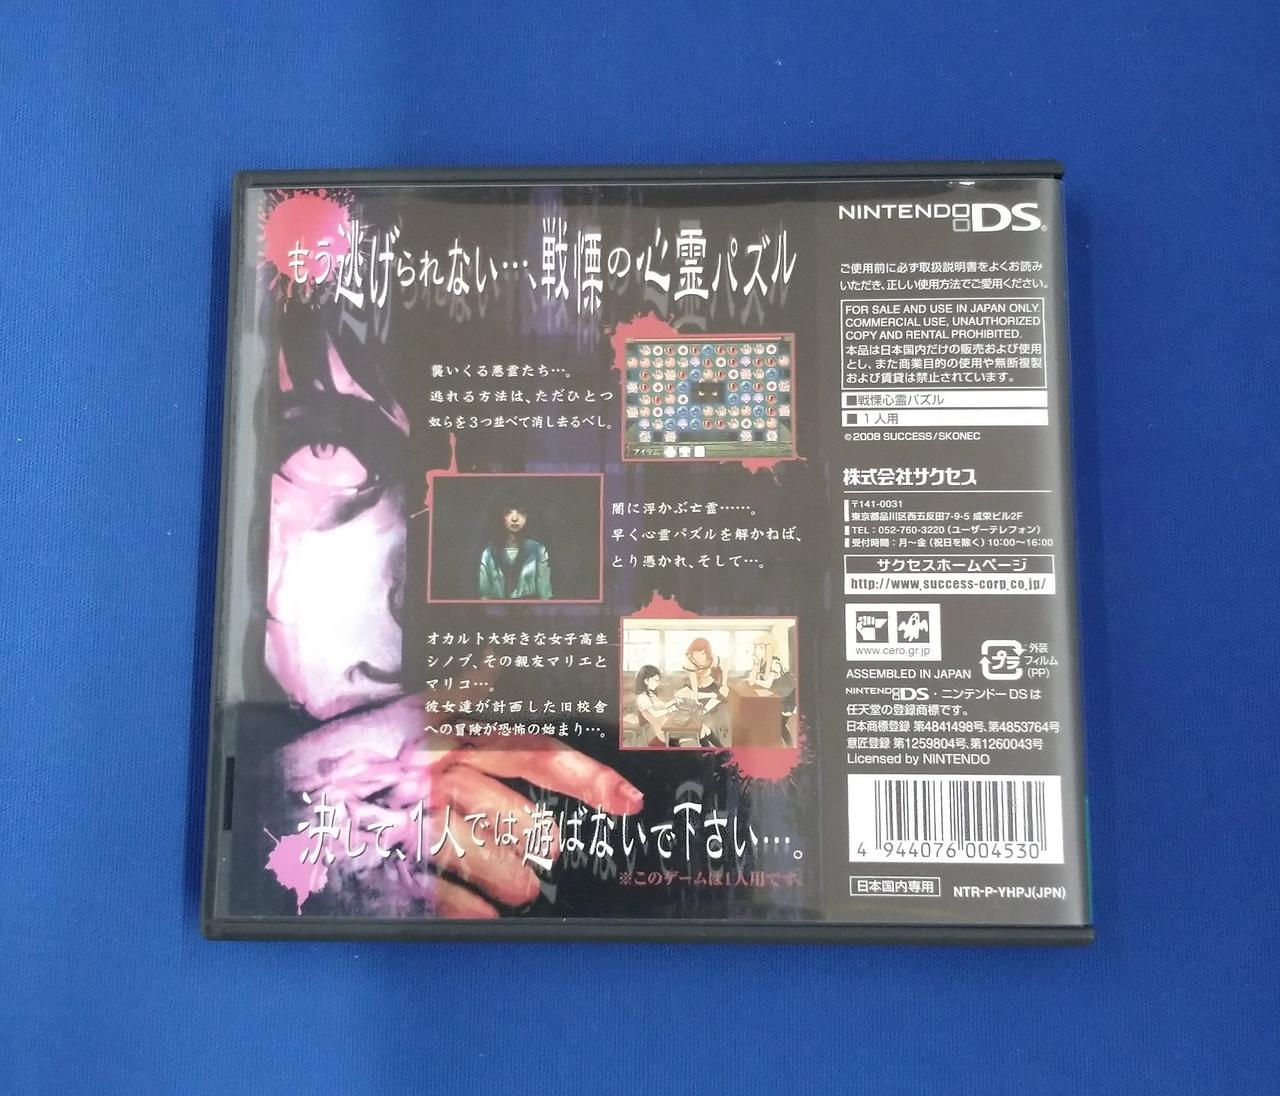 もう逃げられない…、戦慄の心霊パズル
襲いくる悪霊たち…。
逃れる方法は、ただひとつ
奴らを3つ並べて消し去るべし。
アイテム
闇に浮かぶ亡霊……。
早く心霊パズルを解かねば、
とり憑かれ、そして…。
オカルト大好きな女子高生
シノブ、その親友マリエと
マリコ…。
彼女達が計画した旧校舎
への冒険が恐怖の始まり…。
決して、1人では遊ばないで下さい…。
※このゲームは1人用です。
NINTENDO DS®
ご使用前に必ず取扱説明書をよくお読み
いただき、正しい使用方法でご愛用ください。
FOR SALE AND USE IN JAPAN ONLY.
COMMERCIAL USE, UNAUTHORIZED
COPY AND RENTAL PROHIBITED.
本品は日本国内だけの販売および使用
とし、また商業目的の使用や無断複製
および賃貸は禁止されています。
■戦慄心霊パズル
■1人用
©2008 SUCCESS/SKONEC
株式会社サクセス
〒141-0031
東京都品川区西五反田7-9-5 成栄ビル2F
TEL：052-760-3220（ユーザーテレフォン）
受付時間：月〜金（祝日を除く）10:00〜16:00
サクセスホームページ
http://www.success-corp.co.jp/
www.cero.gr.jp
プラ
外装
フィルム
(PP)
ASSEMBLED IN JAPAN
NINTENDO DS・ニンテンドーDSは
任天堂の登録商標です。
日本商標登録 第4841498号、第4853764号
意匠登録 第1259804号、第1260043号
Licensed by NINTENDO
4 944076 004530
日本国内専用
NTR-P-YHPJ(JPN)